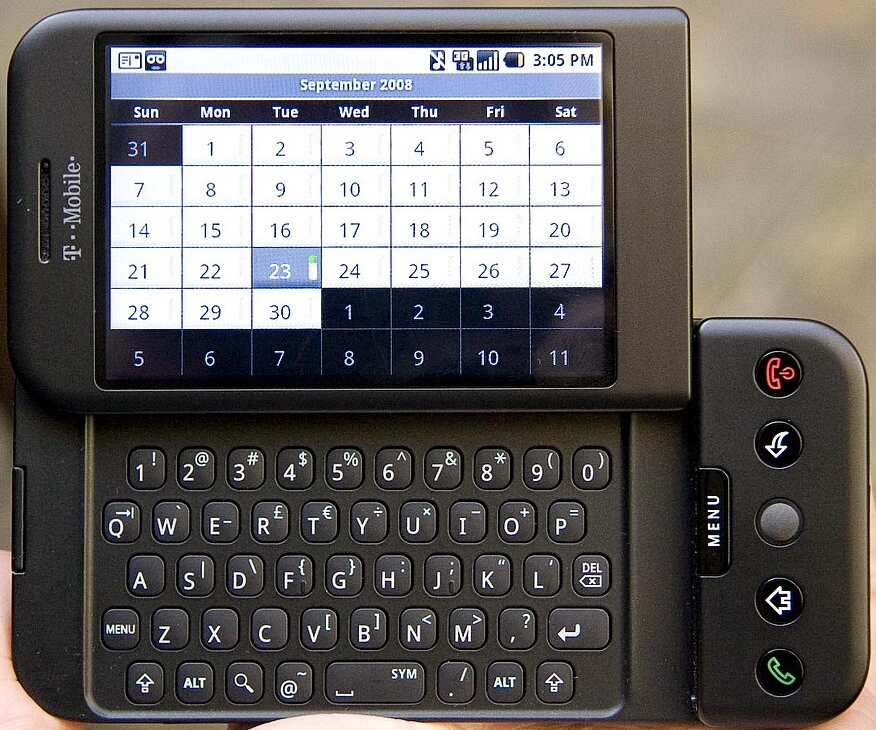 3:05 PM
September 2008
Sun Mon Tue Wed Thu Fri Sat
31 1 2 3 4 5 6
7 8 9 10 11 12 13
14 15 16 17 18 19 20
21 22 23 24 25 26 27
28 29 30 1 2 3 4
5 6 7 8 9 10 11
T··Mobile·
1 ! 2 @ 3 # 4 $ 5 % 6 ^ 7 & 8 * 9 ( 0 )
Q W ` E - R £ T € Y ÷ U × I - O + P =
A S | D \ F { G } H : J ; K “ L ‘ DEL
MENU Z X C V [ B ] N < M > , ?
ALT @ ~ SYM . / ALT
MENU